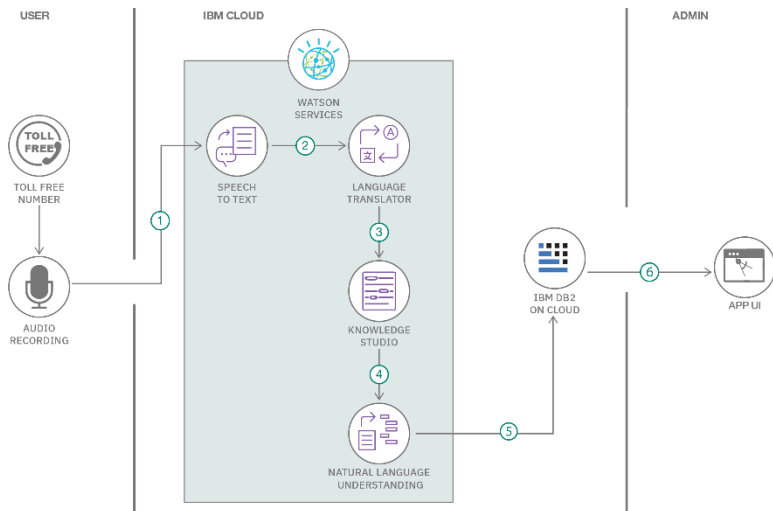 USER
IBM CLOUD
ADMIN
WATSON
SERVICES
TOLL
FREE
TOLL FREE
NUMBER
AUDIO
RECORDING
1
SPEECH
TO TEXT
2
A
文
LANGUAGE
TRANSLATOR
3
KNOWLEDGE
STUDIO
4
NATURAL LANGUAGE
UNDERSTANDING
5
IBM DB2
ON CLOUD
6
APP UI